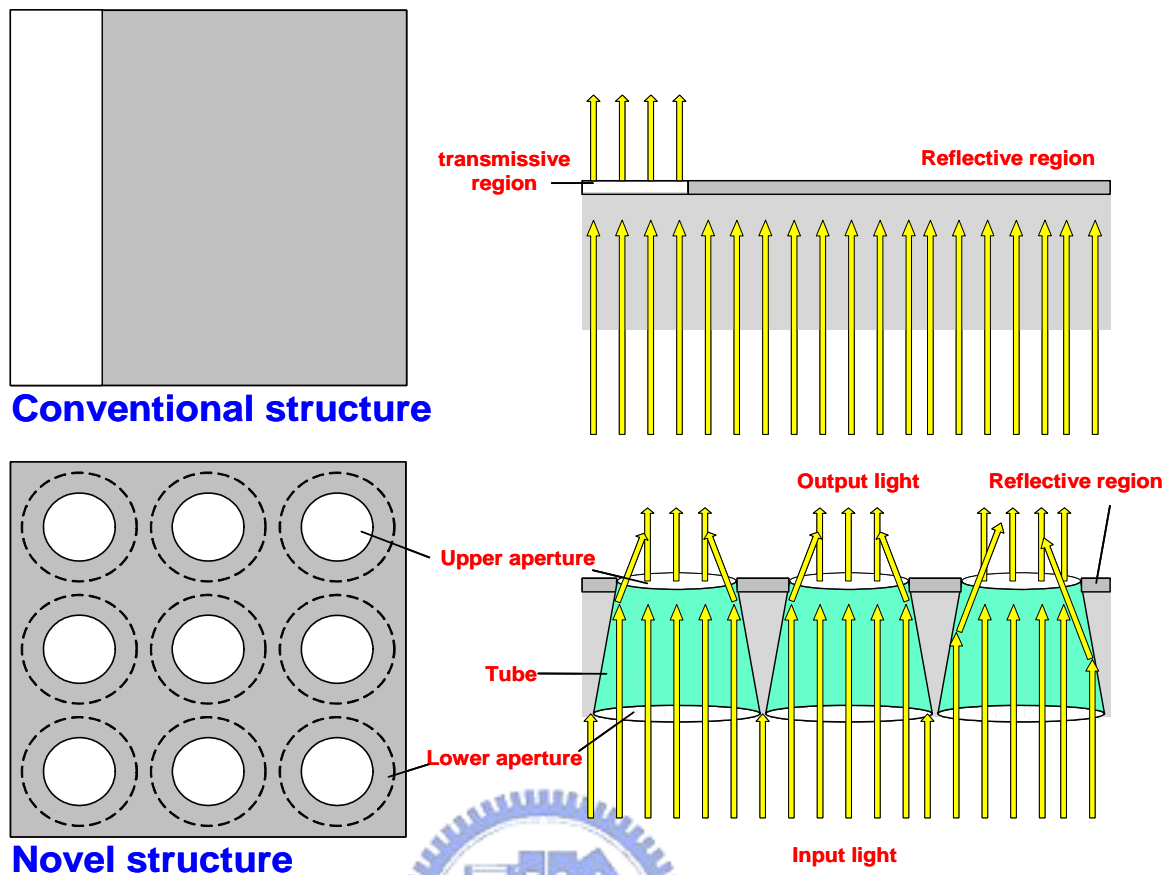 transmissive
region
Reflective region
Conventional structure
Output light
Reflective region
Upper aperture
Tube
Lower aperture
Novel structure
Input light